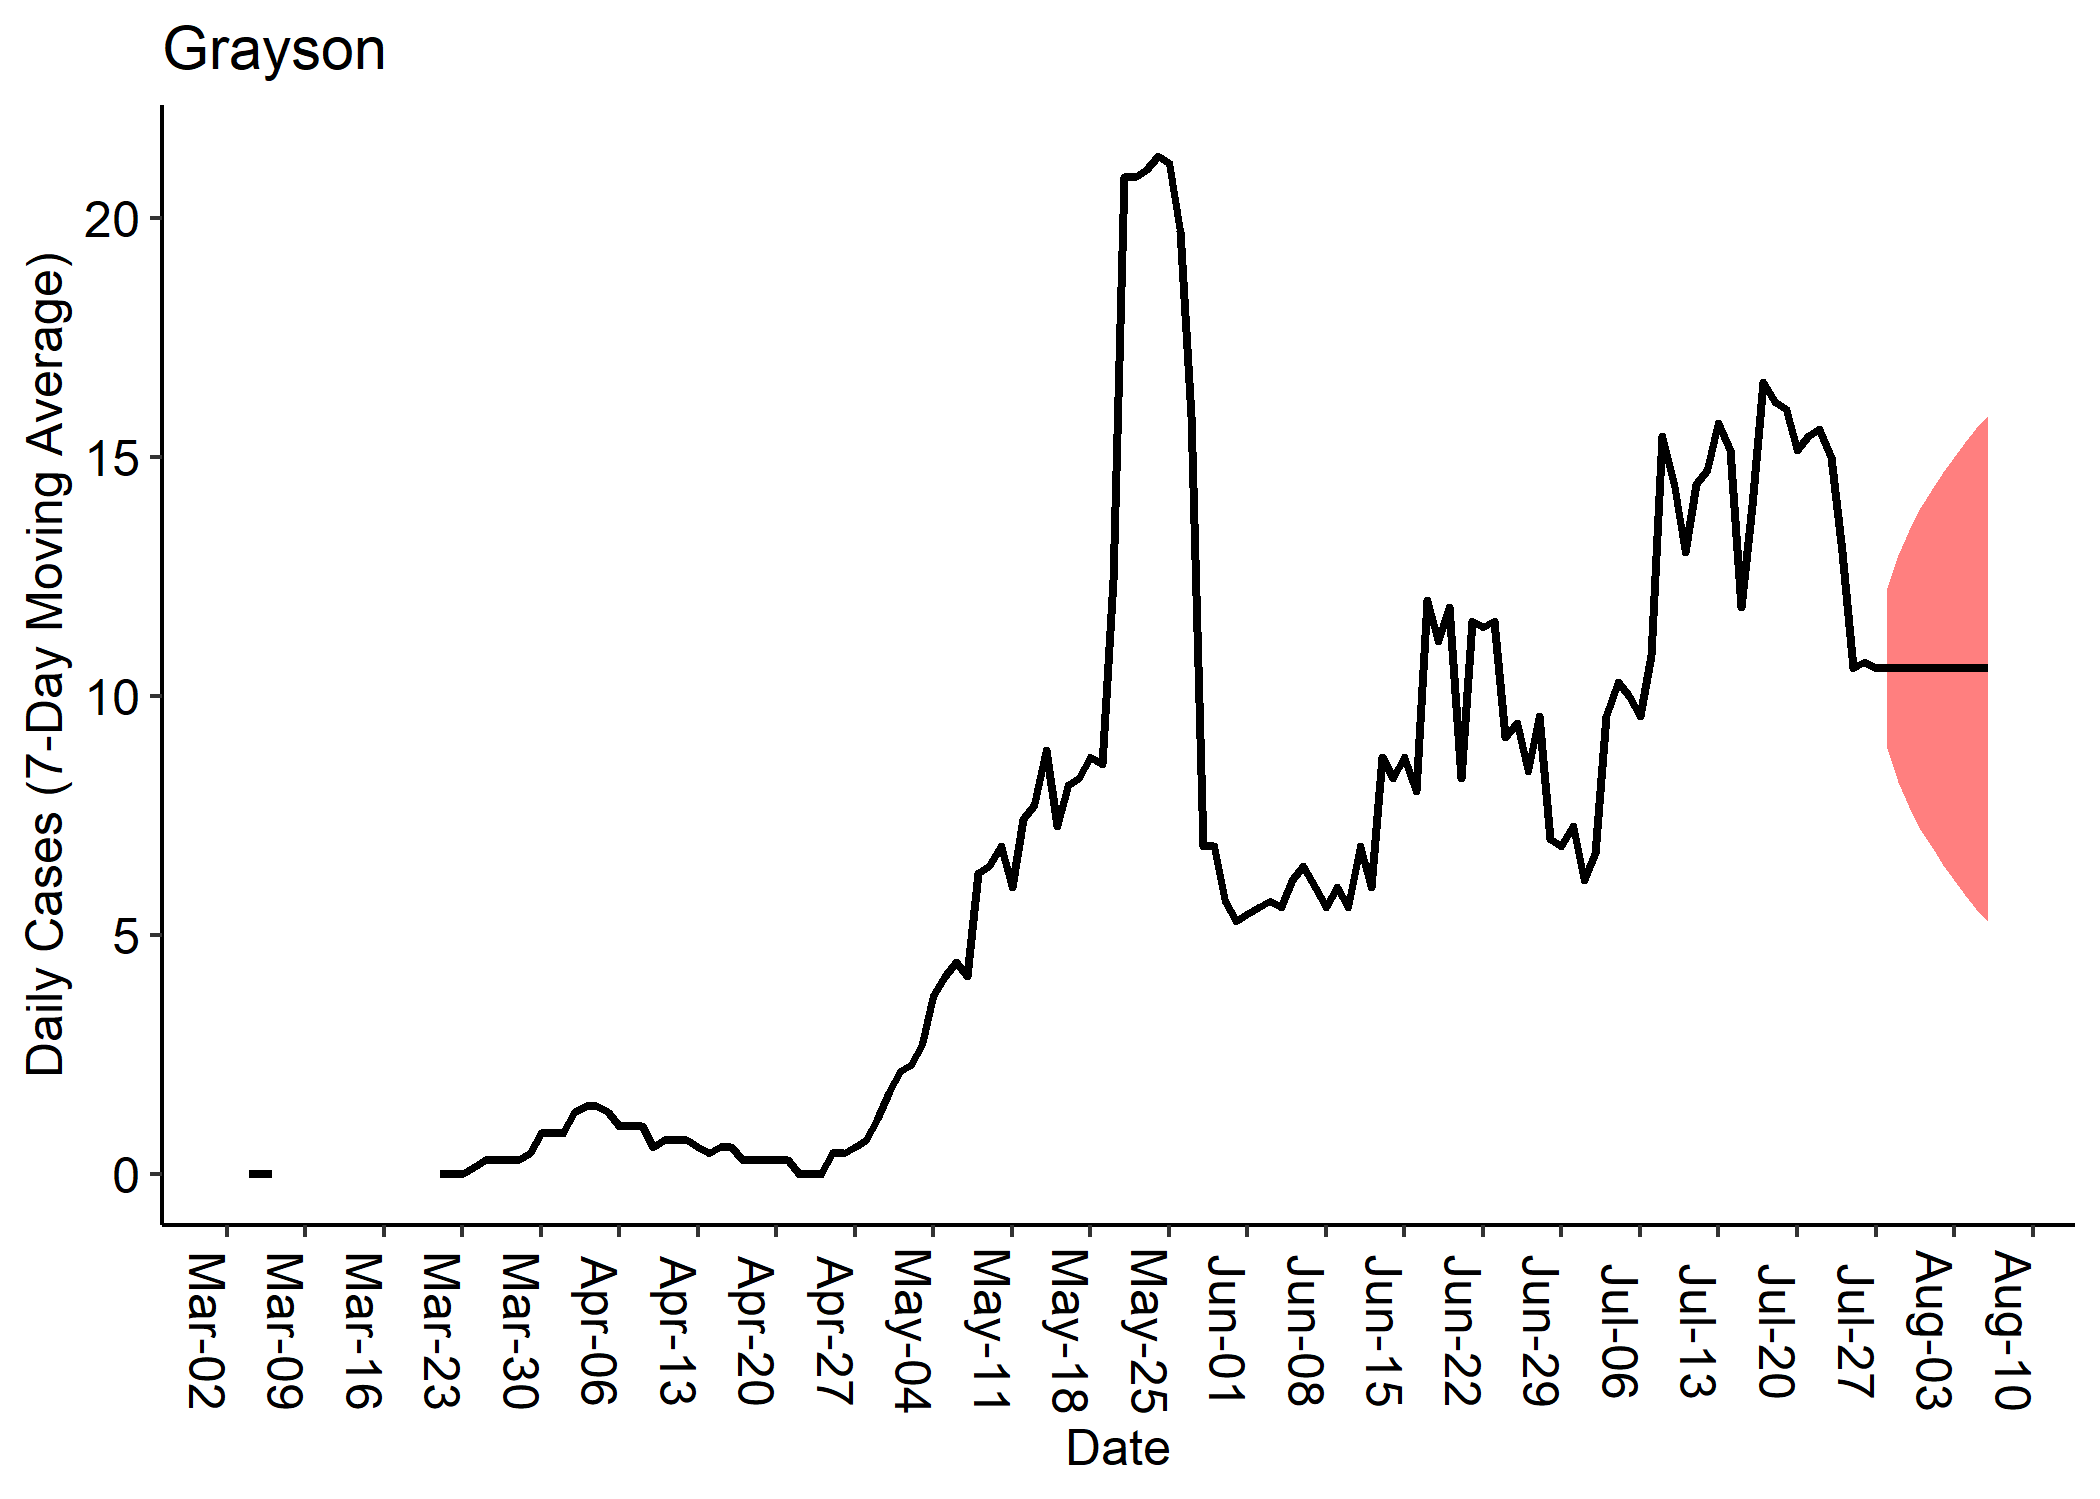 Grayson
Daily Cases (7-Day Moving Average)
20
15
10
5
0
Mar-02
Mar-09
Mar-16
Mar-23
Mar-30
Apr-06
Apr-13
Apr-20
Apr-27
May-04
May-11
May-18
May-25
Jun-01
Jun-08
Jun-15
Jun-22
Jun-29
Jul-06
Jul-13
Jul-20
Jul-27
Aug-03
Aug-10
Date